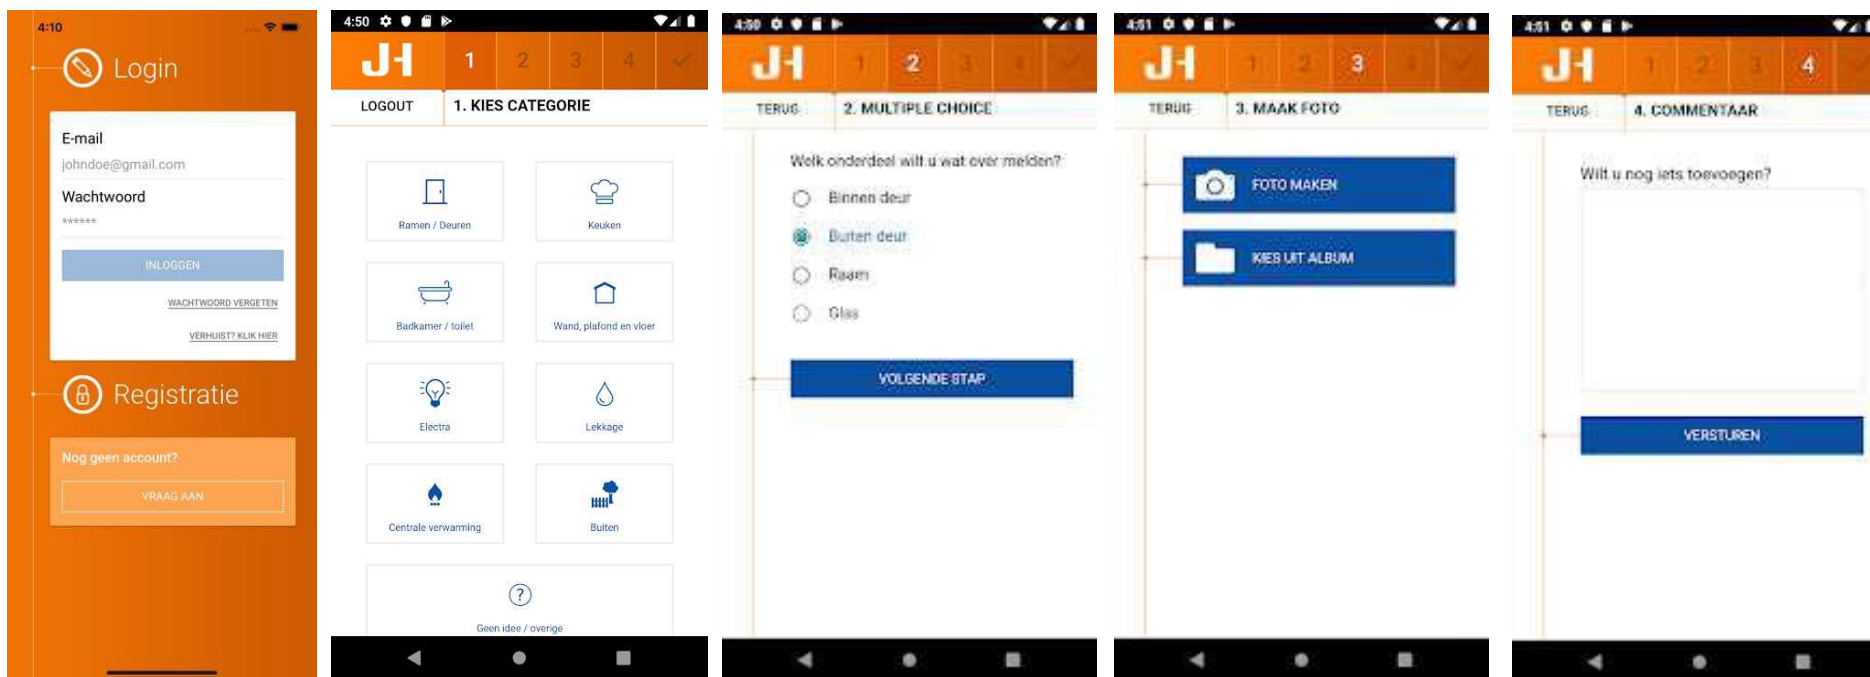 4:10
Login
E-mail
johndoe@gmail.com
Wachtwoord
******
INLOGGEN
WACHTWOORD VERGETEN
VERHUIST? KLIK HIER
Registratie
Nog geen account?
VRAAG AAN
4:50
JH 1 2 3 4
LOGOUT 1. KIES CATEGORIE
Ramen / Deuren Keuken
Badkamer / toilet Wand, plafond en vloer
Electra Lekkage
Centrale verwarming Buiten
?
Geen idee / overige
4:50
JH 1 2 3 4
TERUG 2. MULTIPLE CHOICE
Welk onderdeel wilt u wat over melden?
Binnen deur
Buiten deur
Raam
Glas
VOLGENDE STAP
4:51
JH 1 2 3 4
TERUG 3. MAAK FOTO
FOTO MAKEN
KIES UIT ALBUM
4:51
JH 1 2 3 4
TERUG 4. COMMENTAAR
Wilt u nog iets toevoegen?
VERSTUREN